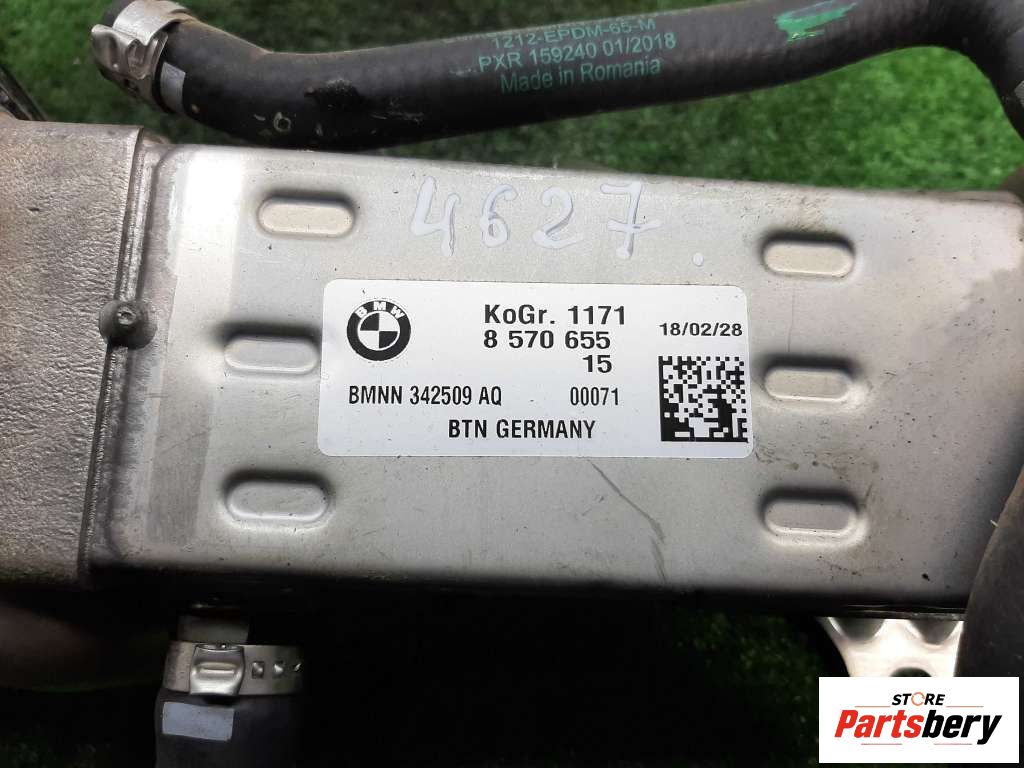 1212-EPDM-65-M
PXR 159240 01/2018
Made in Romania
4627
BMW
KoGr. 1171
8 570 655
15
18/02/28
BMNN 342509 AQ 00071
BTN GERMANY
STORE
Partsbery